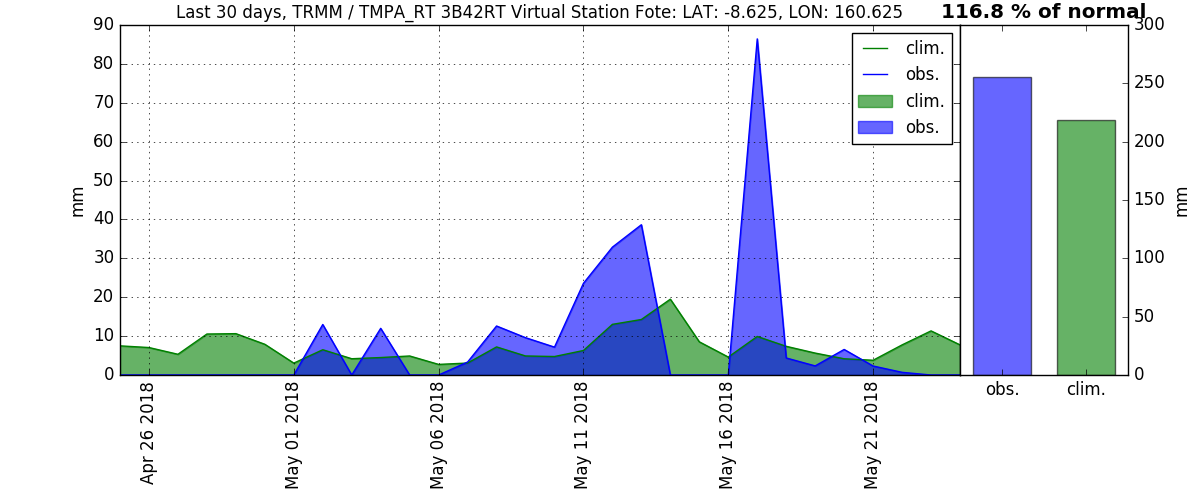 Last 30 days, TRMM / TMPA_RT 3B42RT Virtual Station Fote: LAT: -8.625, LON: 160.625
116.8 % of normal
90
80
70
60
50
40
30
20
10
0
mm
clim.
obs.
clim.
obs.
Apr 26 2018
May 01 2018
May 06 2018
May 11 2018
May 16 2018
May 21 2018
300
250
200
150
100
50
0
mm
obs.
clim.